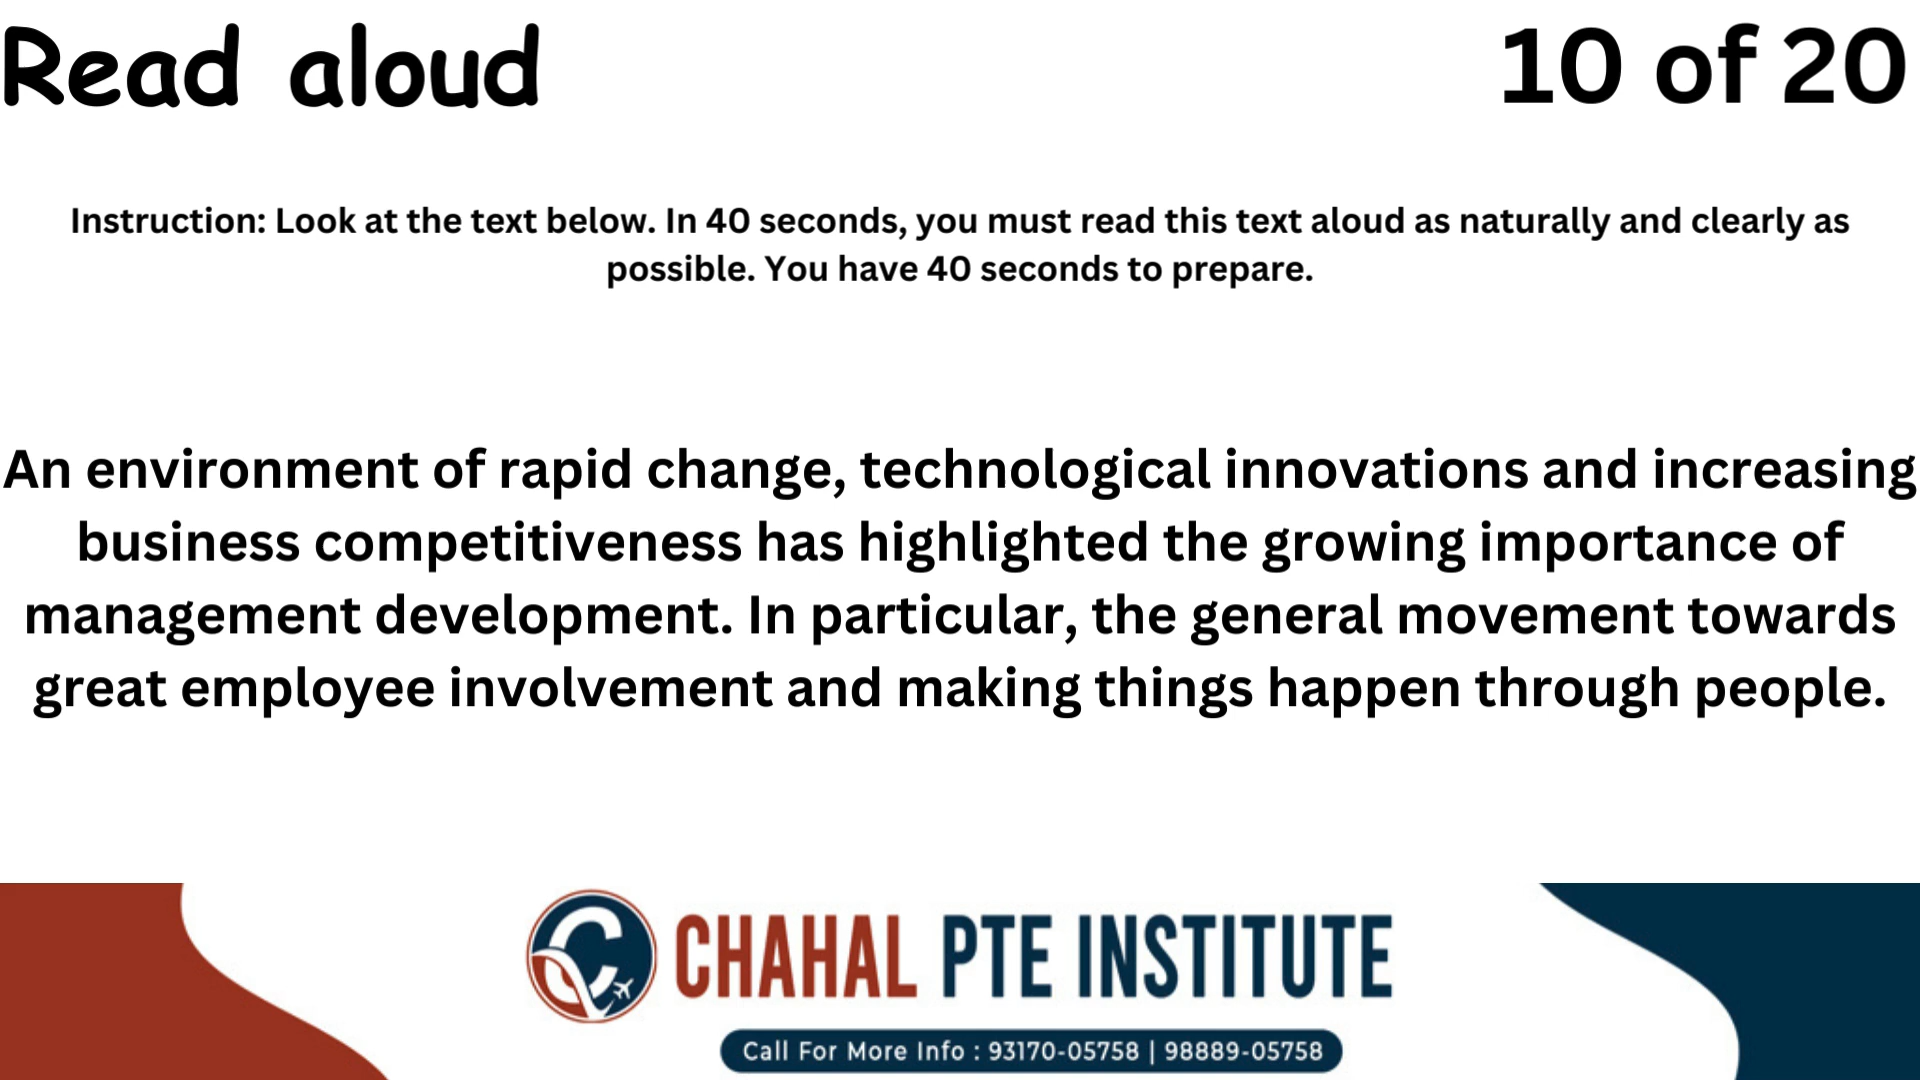 Read aloud
10 of 20
Instruction: Look at the text below. In 40 seconds, you must read this text aloud as naturally and clearly as
possible. You have 40 seconds to prepare.
An environment of rapid change, technological innovations and increasing
business competitiveness has highlighted the growing importance of
management development. In particular, the general movement towards
great employee involvement and making things happen through people.
CHAHAL PTE INSTITUTE
Call For More Info : 93170-05758 | 98889-05758